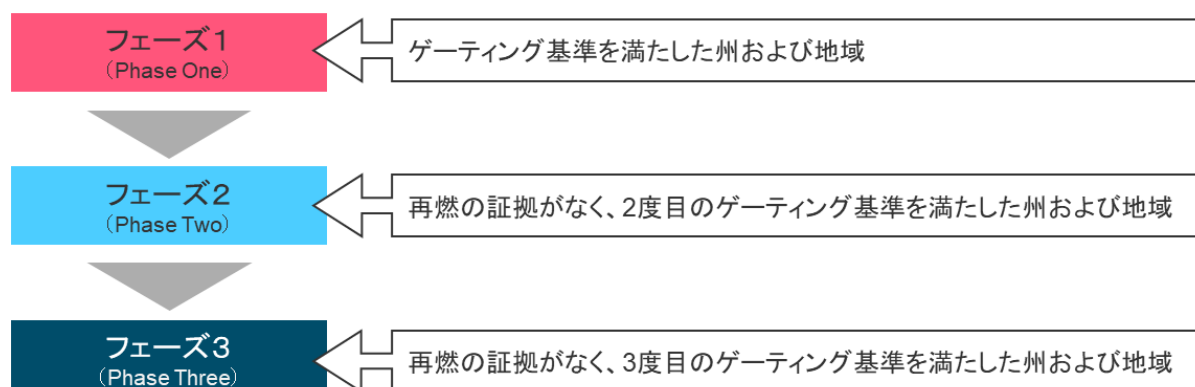 フェーズ1
（Phase One）
ゲーティング基準を満たした州および地域
フェーズ2
（Phase Two）
再燃の証拠がなく、2度目のゲーティング基準を満たした州および地域
フェーズ3
（Phase Three）
再燃の証拠がなく、3度目のゲーティング基準を満たした州および地域